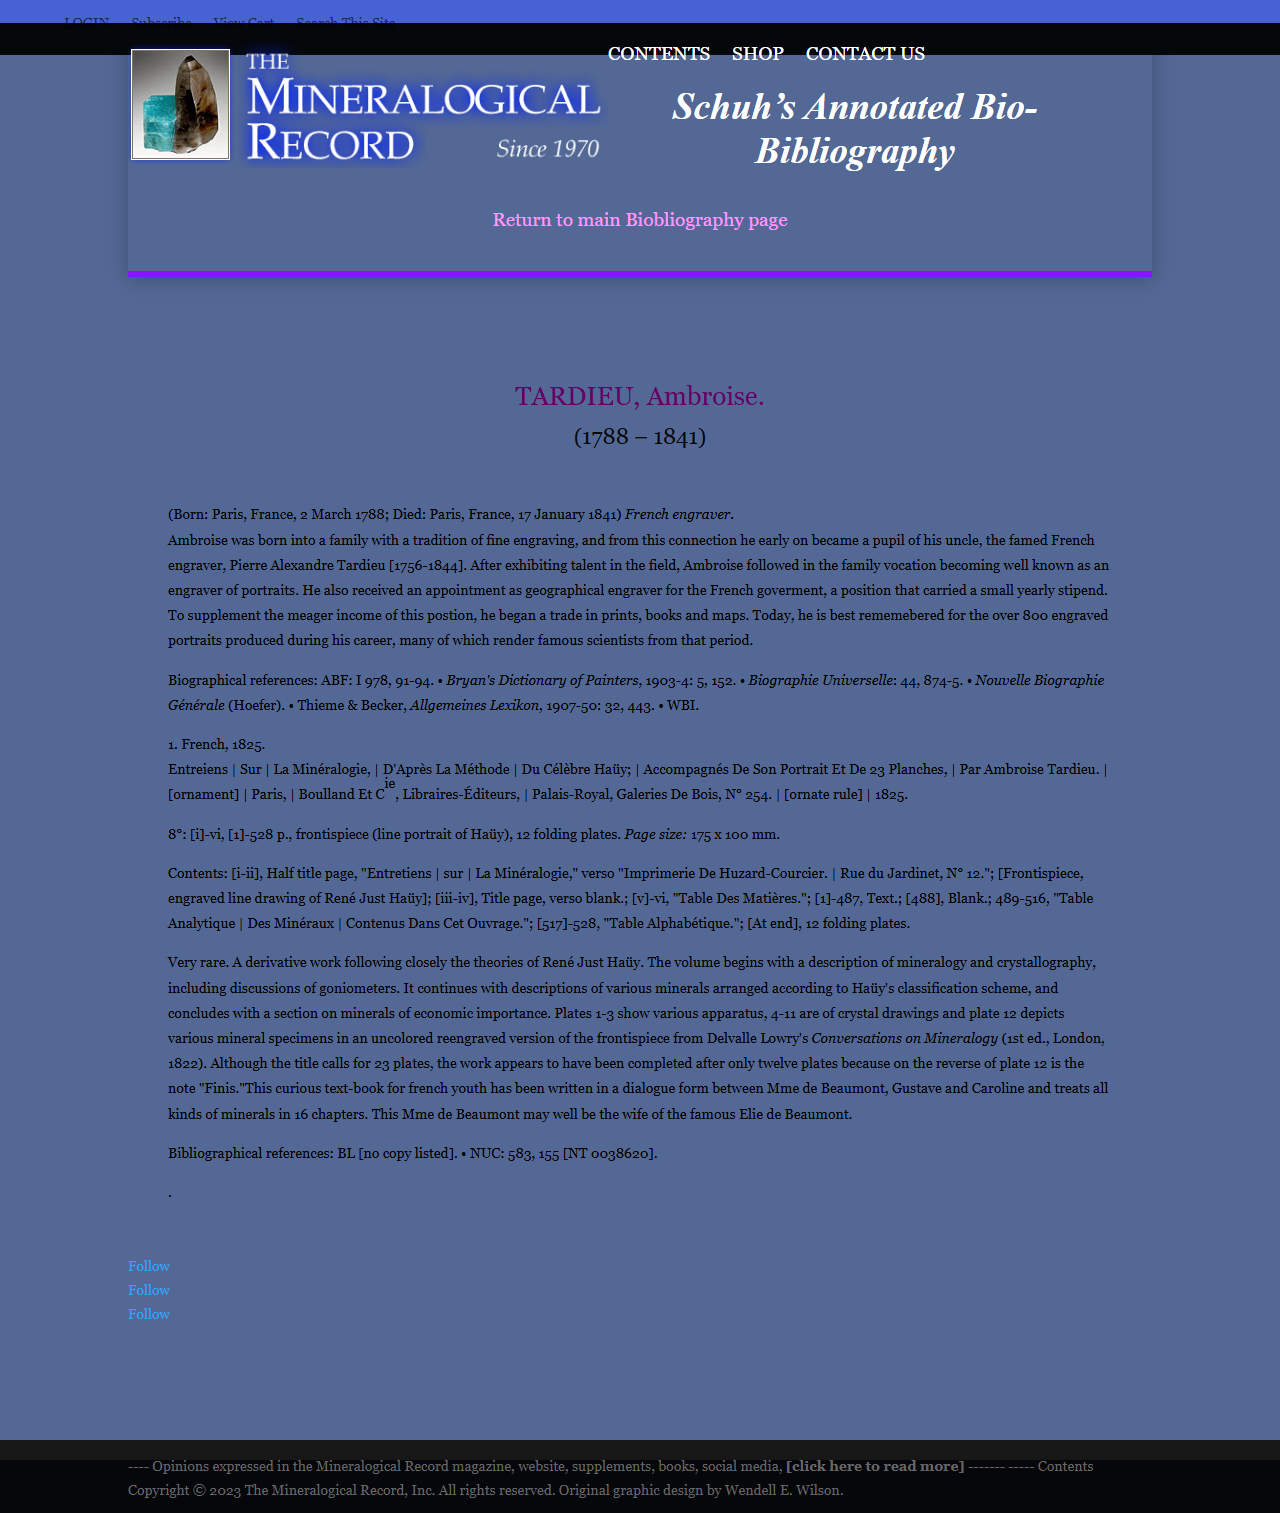 LOGIN Subscribe View Cart Search This Site
CONTENTS SHOP CONTACT US
THE
MINERALOGICAL
RECORD
Since 1970
Schuh’s Annotated Bio-
Bibliography
Return to main Biobliography page
TARDIEU, Ambroise.
(1788 – 1841)
(Born: Paris, France, 2 March 1788; Died: Paris, France, 17 January 1841) French engraver.
Ambroise was born into a family with a tradition of fine engraving, and from this connection he early on became a pupil of his uncle, the famed French
engraver, Pierre Alexandre Tardieu [1756-1844]. After exhibiting talent in the field, Ambroise followed in the family vocation becoming well known as an
engraver of portraits. He also received an appointment as geographical engraver for the French goverment, a position that carried a small yearly stipend.
To supplement the meager income of this postion, he began a trade in prints, books and maps. Today, he is best rememebered for the over 800 engraved
portraits produced during his career, many of which render famous scientists from that period.
Biographical references: ABF: I 978, 91-94. • Bryan's Dictionary of Painters, 1903-4: 5, 152. • Biographie Universelle: 44, 874-5. • Nouvelle Biographie
Générale (Hoefer). • Thieme & Becker, Allgemeines Lexikon, 1907-50: 32, 443. • WBI.
1. French, 1825.
Entreiens | Sur | La Minéralogie, | D'Après La Méthode | Du Célèbre Haüy; | Accompagnés De Son Portrait Et De 23 Planches, | Par Ambroise Tardieu. |
[ornament] | Paris, | Boulland Et Cie, Libraires-Éditeurs, | Palais-Royal, Galeries De Bois, N° 254. | [ornate rule] | 1825.
8°: [i]-vi, [1]-528 p., frontispiece (line portrait of Haüy), 12 folding plates. Page size: 175 x 100 mm.
Contents: [i-ii], Half title page, "Entretiens | sur | La Minéralogie," verso "Imprimerie De Huzard-Courcier. | Rue du Jardinet, N° 12."; [Frontispiece,
engraved line drawing of René Just Haüy]; [iii-iv], Title page, verso blank.; [v]-vi, "Table Des Matières."; [1]-487, Text.; [488], Blank.; 489-516, "Table
Analytique | Des Minéraux | Contenus Dans Cet Ouvrage."; [517]-528, "Table Alphabétique."; [At end], 12 folding plates.
Very rare. A derivative work following closely the theories of René Just Haüy. The volume begins with a description of mineralogy and crystallography,
including discussions of goniometers. It continues with descriptions of various minerals arranged according to Haüy's classification scheme, and
concludes with a section on minerals of economic importance. Plates 1-3 show various apparatus, 4-11 are of crystal drawings and plate 12 depicts
various mineral specimens in an uncolored reengraved version of the frontispiece from Delvalle Lowry's Conversations on Mineralogy (1st ed., London,
1822). Although the title calls for 23 plates, the work appears to have been completed after only twelve plates because on the reverse of plate 12 is the
note "Finis."This curious text-book for french youth has been written in a dialogue form between Mme de Beaumont, Gustave and Caroline and treats all
kinds of minerals in 16 chapters. This Mme de Beaumont may well be the wife of the famous Elie de Beaumont.
Bibliographical references: BL [no copy listed]. • NUC: 583, 155 [NT 0038620].
.
Follow
Follow
Follow
---- Opinions expressed in the Mineralogical Record magazine, website, supplements, books, social media, [click here to read more] ------- ----- Contents
Copyright © 2023 The Mineralogical Record, Inc. All rights reserved. Original graphic design by Wendell E. Wilson.